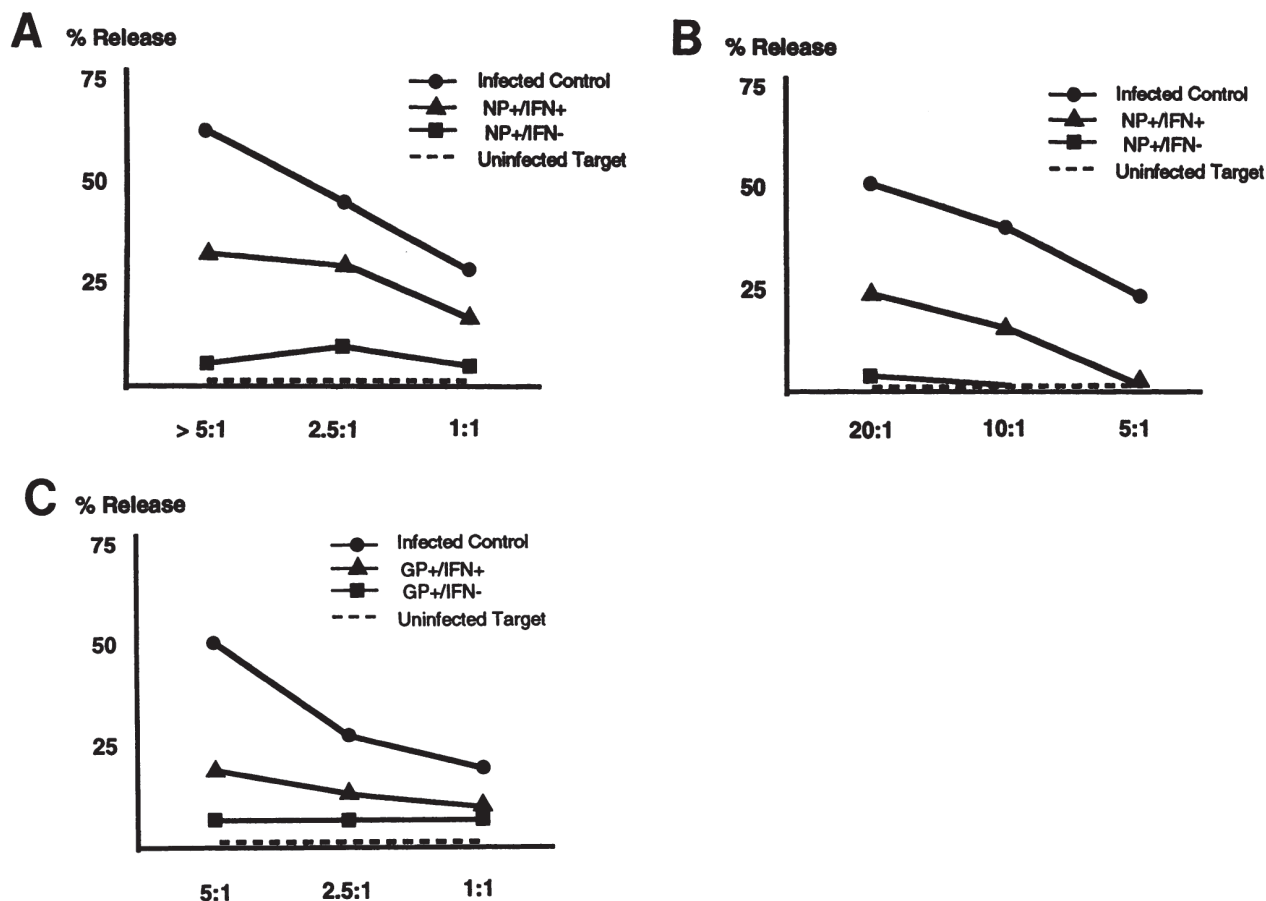 A
% Release
75
50
25
Infected Control
NP+/IFN+
NP+/IFN-
Uninfected Target
> 5:1 2.5:1 1:1
B
% Release
75
50
25
Infected Control
NP+/IFN+
NP+/IFN-
Uninfected Target
20:1 10:1 5:1
C
% Release
75
50
25
Infected Control
GP+/IFN+
GP+/IFN-
Uninfected Target
5:1 2.5:1 1:1